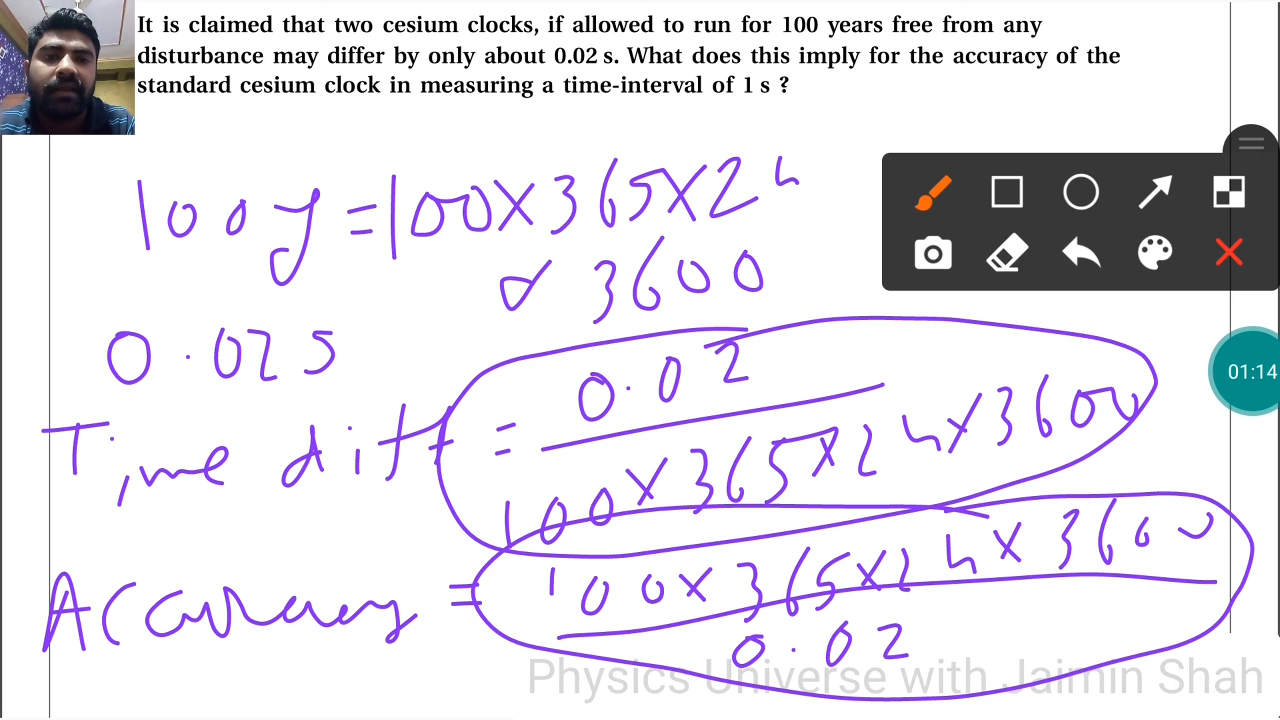 It is claimed that two cesium clocks, if allowed to run for 100 years free from any
disturbance may differ by only about 0.02 s. What does this imply for the accuracy of the
standard cesium clock in measuring a time-interval of 1 s ?
100 y = 100 X 365 X 24
x 3600
0.02 s
01:14
Time diff = 0.02
100 X 365 X 24 X 3600
Accuracy = 100 X 365 X 24 X 3600
0.02
Physics Universe with Jaimin Shah